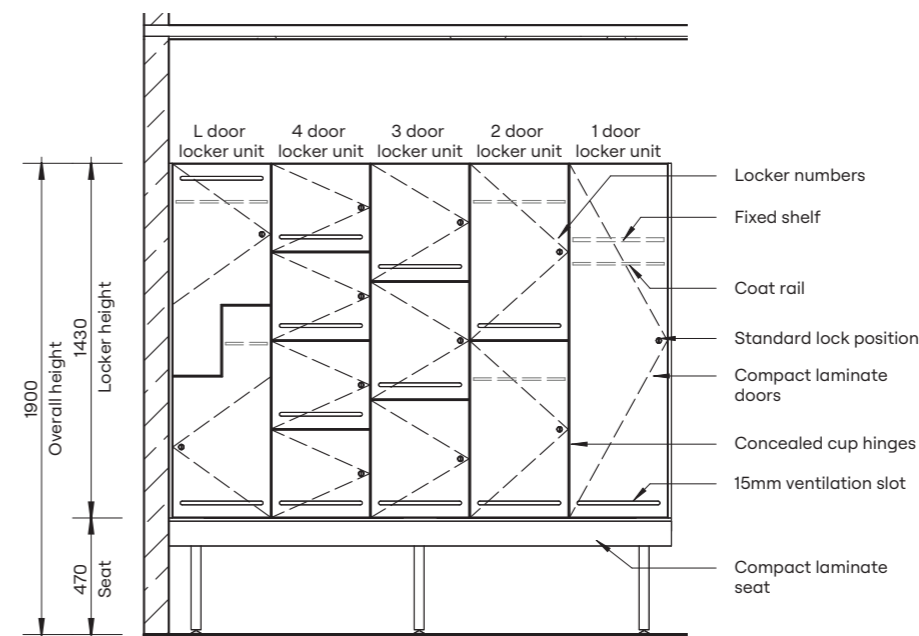 L door
locker unit
4 door
locker unit
3 door
locker unit
2 door
locker unit
1 door
locker unit
Locker numbers
Fixed shelf
Coat rail
Standard lock position
Compact laminate
doors
Concealed cup hinges
15mm ventilation slot
Compact laminate
seat
1900
Overall height
1430
Locker height
470
Seat